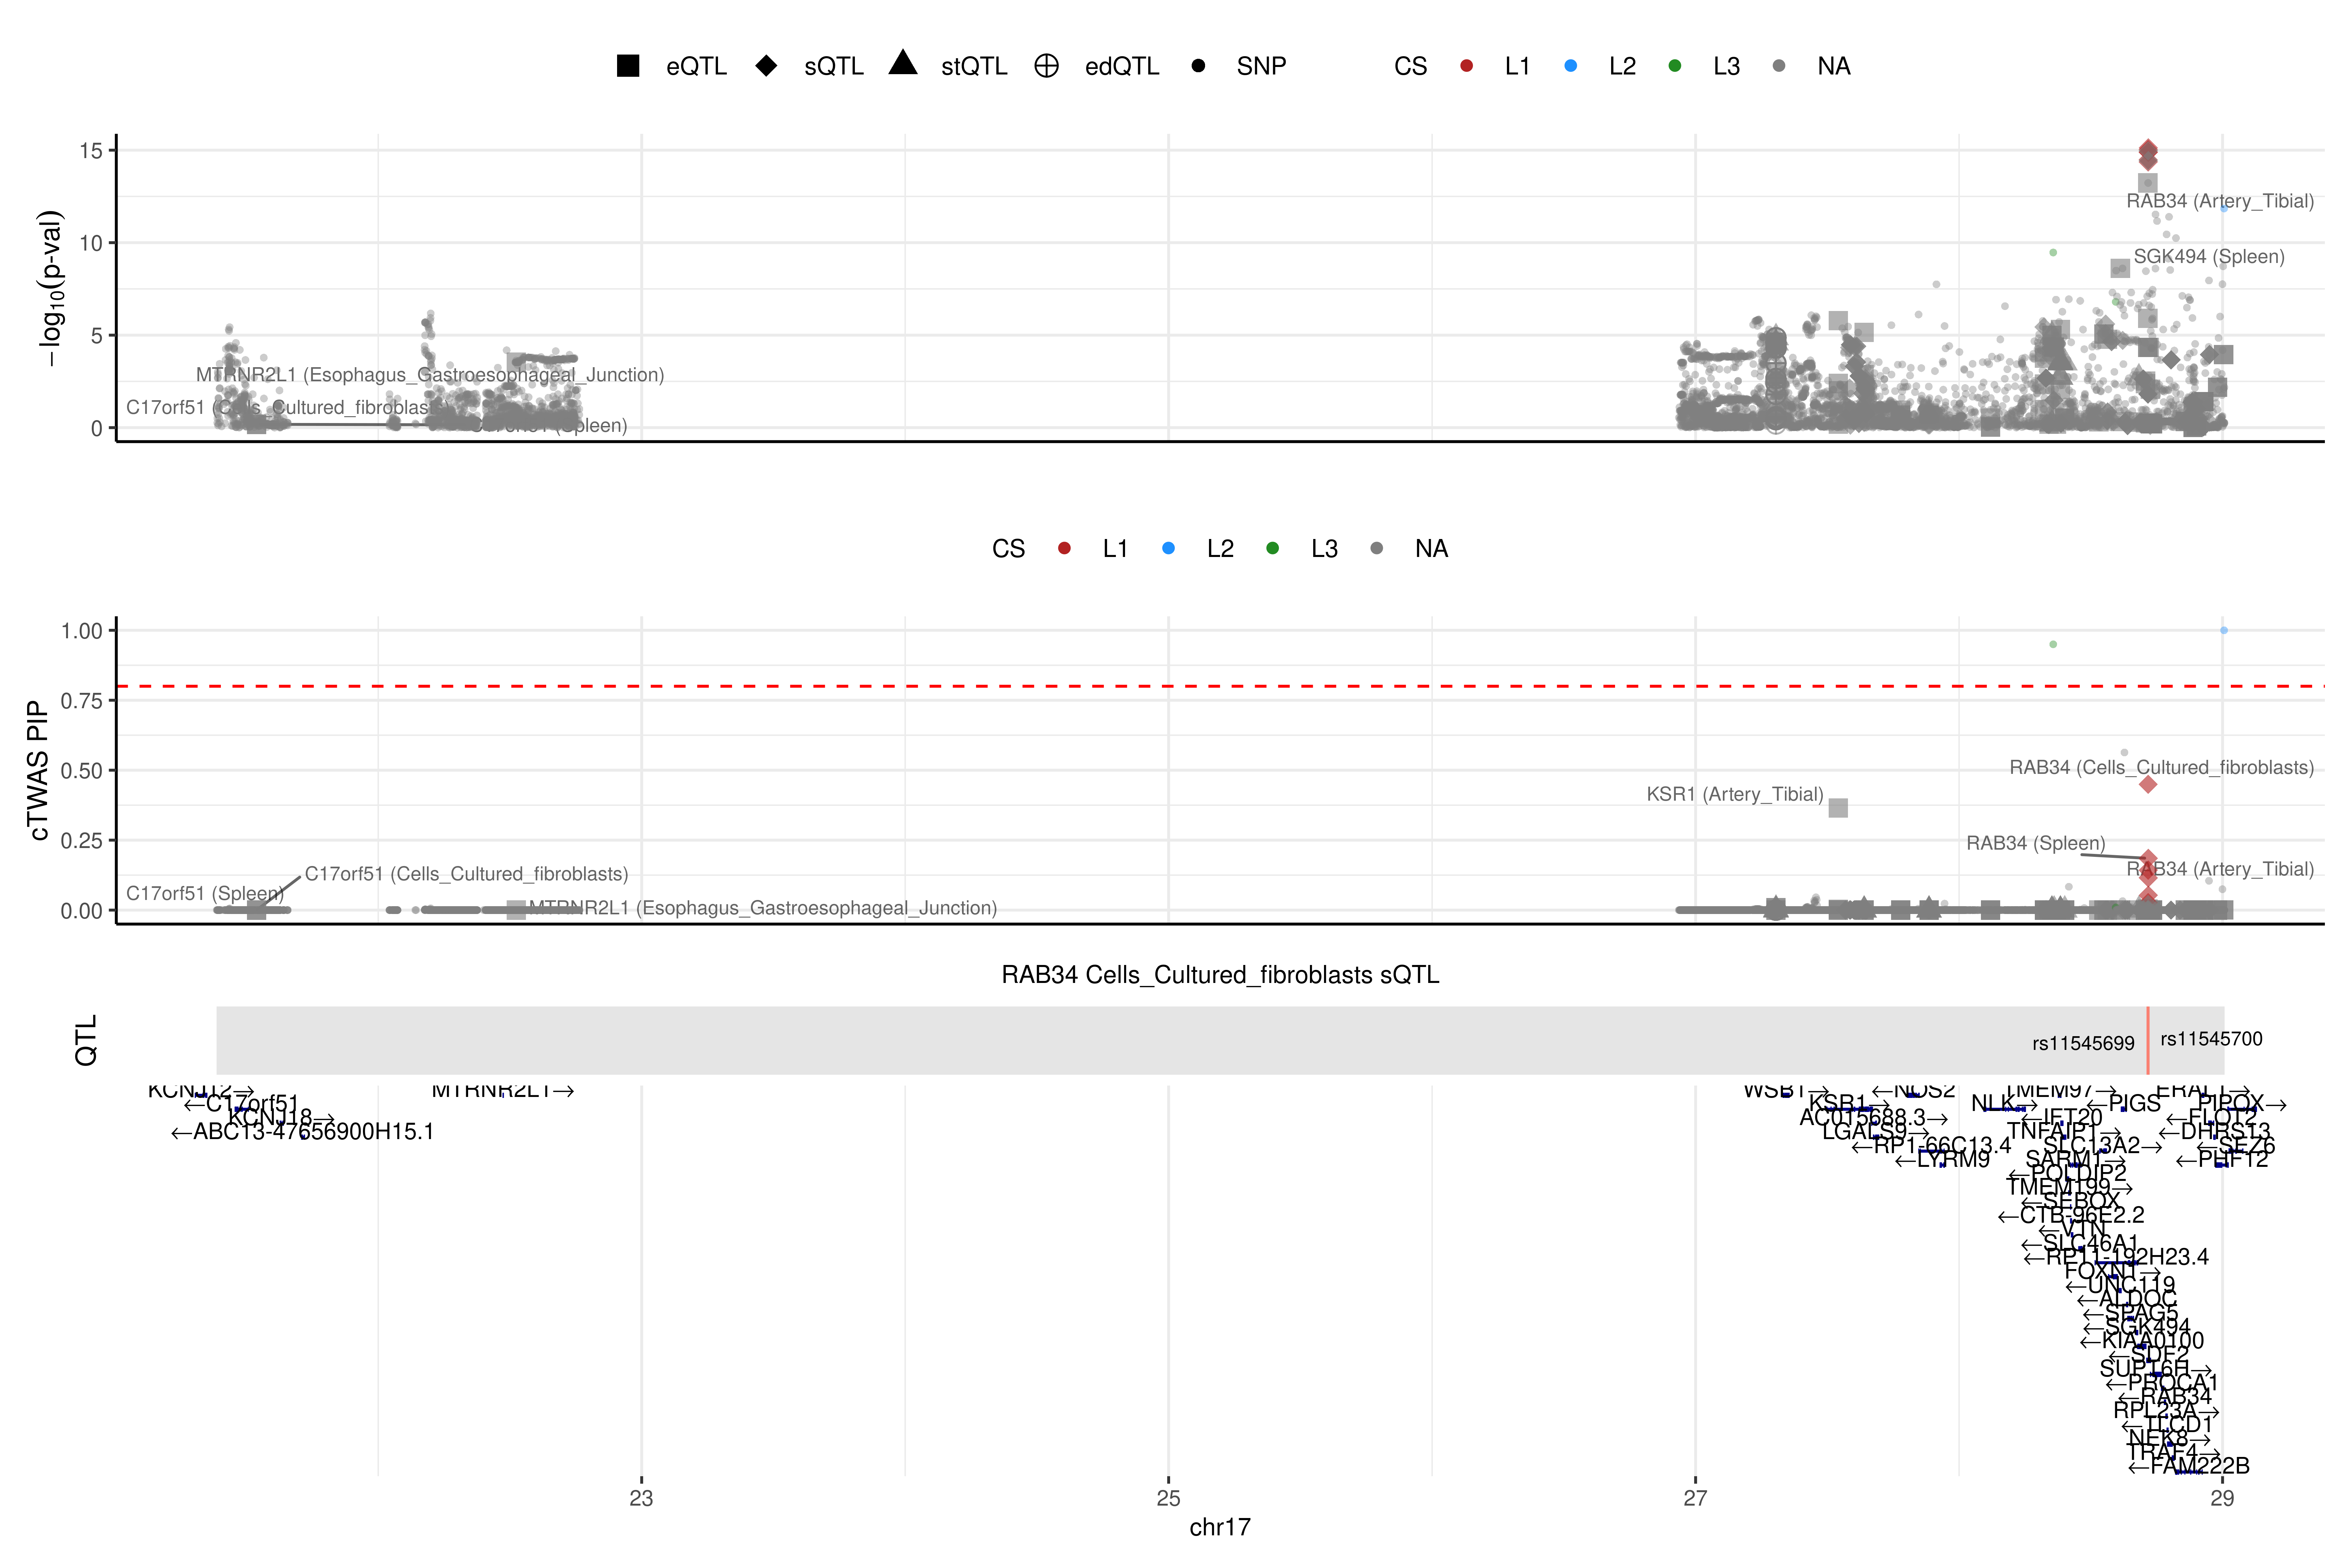 eQTL sQTL stQTL edQTL SNP CS L1 L2 L3 NA
−log10(p-val)
15
10
5
0
RAB34 (Artery_Tibial)
SGK494 (Spleen)
MTRNR2L1 (Esophagus_Gastroesophageal_Junction)
C17orf51 (Cells_Cultured_fibroblasts)
CS L1 L2 L3 NA
cTWAS PIP
1.00
0.75
0.50
0.25
0.00
RAB34 (Cells_Cultured_fibroblasts)
KSR1 (Artery_Tibial)
RAB34 (Spleen)
RAB34 (Artery_Tibial)
C17orf51 (Cells_Cultured_fibroblasts)
C17orf51 (Spleen)
MTRNR2L1 (Esophagus_Gastroesophageal_Junction)
RAB34 Cells_Cultured_fibroblasts sQTL
QTL
rs11545699 rs11545700
KCNJ12→ MTRNR2L1→ WSB1→ ←NOS2 TMEM97→ ERAL1→
←C17orf51 KSR1→ NLK→ ←PIGS PIPOX→
KCNJ18→ AC015688.3→ ←IFT20 ←FLOT2
←ABC13-47656900H15.1 LGALS9→ TNFAIP1→ ←DHRS13
←RP1-66C13.4 SLC13A2→ ←SEZ6
←LYRM9 SARM1→ ←PHF12
←POLDIP2
TMEM199→
←SEBOX
←CTB-96E2.2
←VTN
←SLC46A1
←RP11-192H23.4
FOXN1→
←UNC119
←ALDOC
←SPAG5
←SGK494
←KIAA0100
←SDF2
SUPT6H→
←PROCA1
←RAB34
RPL23A→
←TLCD1
NEK8→
TRAF4→
←FAM222B
23 25 27 29
chr17